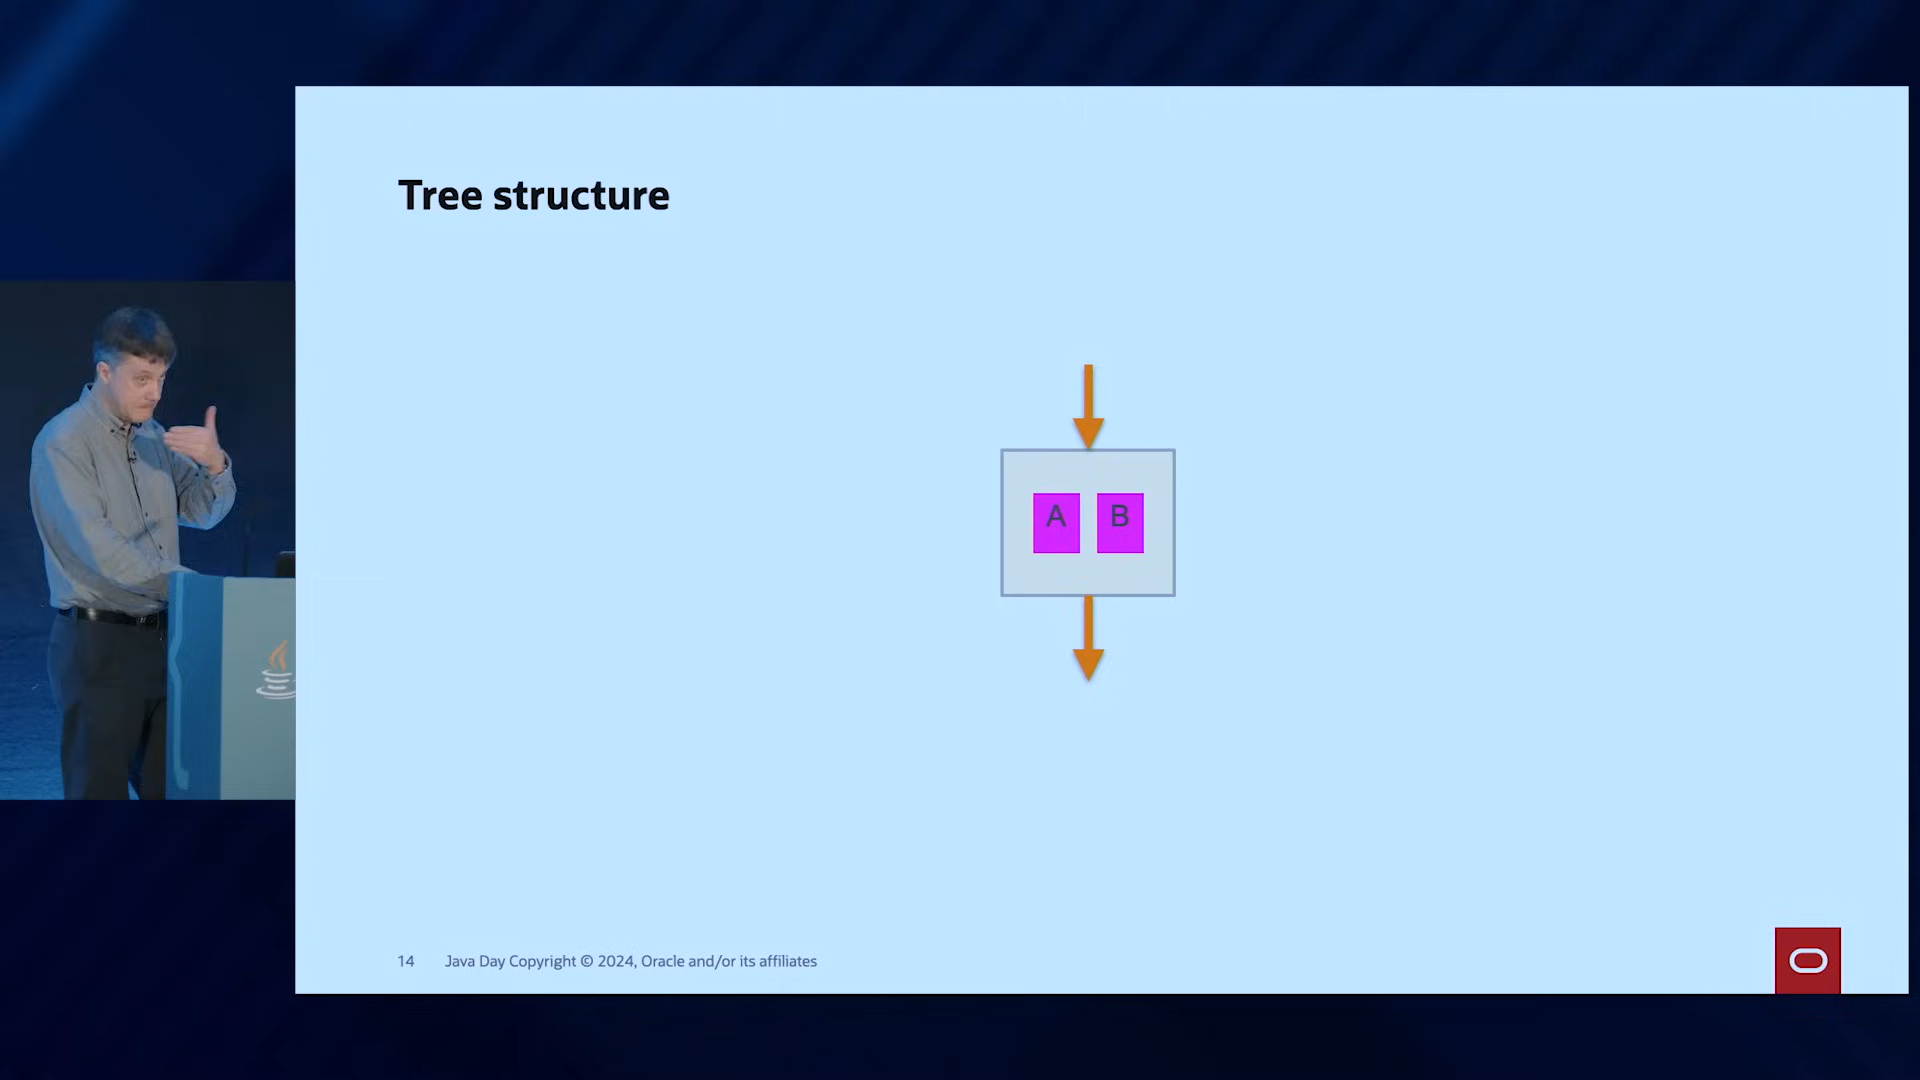 Tree structure
A B
14 Java Day Copyright © 2024, Oracle and/or its affiliates